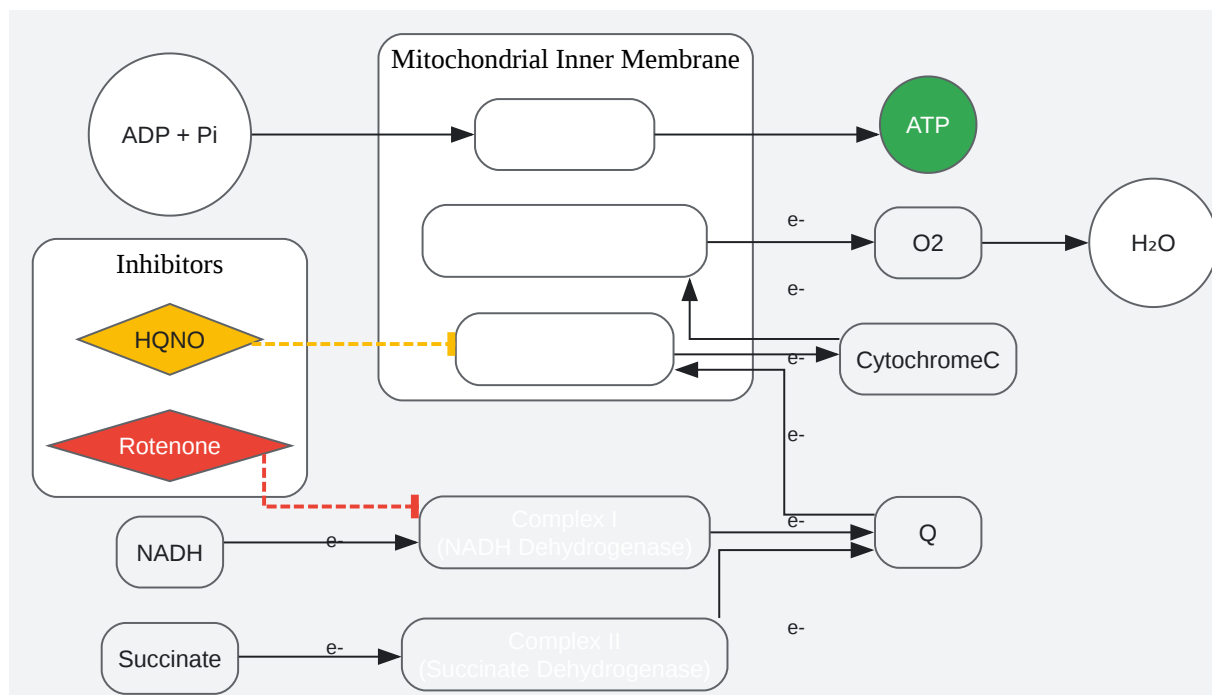 Mitochondrial Inner Membrane
ADP + Pi
ATP
e-
O2
H₂O
Inhibitors
e-
HQNO
e-
CytochromeC
Rotenone
e-
Complex I
(NADH Dehydrogenase)
e-
Q
NADH
e-
e-
Complex II
(Succinate Dehydrogenase)
Succinate
e-